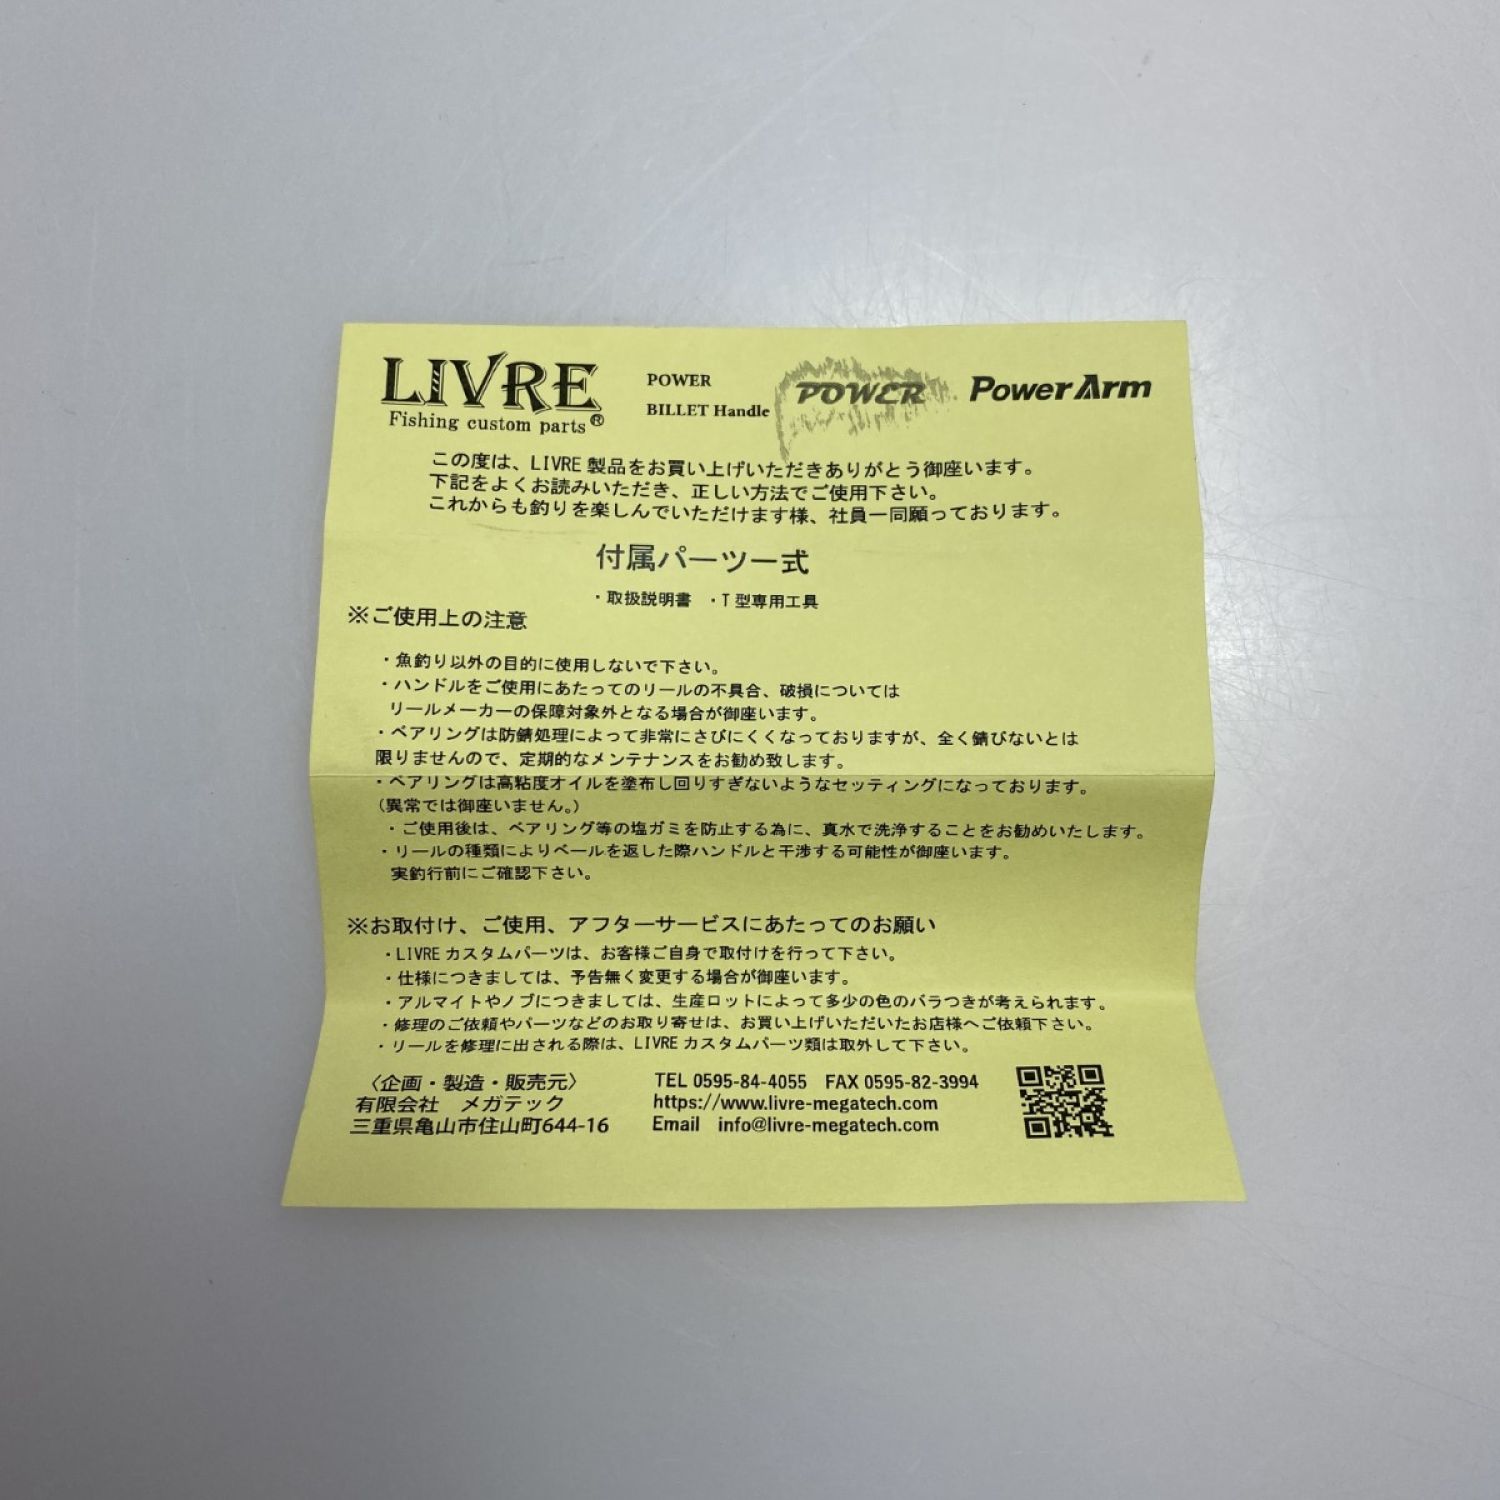 LIVRE
Fishing custom parts®
POWER
BILLET Handle
POWER
Power Arm
この度は、LIVRE 製品をお買い上げいただきありがとう御座います。
下記をよくお読みいただき、正しい方法でご使用下さい。
これからも釣りを楽しんでいただけます様、社員一同願っております。
付属パーツ一式
・取扱説明書 ・T 型専用工具
※ご使用上の注意
・魚釣り以外の目的に使用しないで下さい。
・ハンドルをご使用にあたってのリールの不具合、破損については
リールメーカーの保障対象外となる場合が御座います。
・ベアリングは防錆処理によって非常にさびにくくなっておりますが、全く錆びないとは
限りませんので、定期的なメンテナンスをお勧め致します。
・ベアリングは高粘度オイルを塗布し回りすぎないようなセッティングになっております。
(異常では御座いません。)
・ご使用後は、ベアリング等の塩ガミを防止する為に、真水で洗浄することをお勧めいたします。
・リールの種類によりベールを返した際ハンドルと干渉する可能性が御座います。
実釣行前にご確認下さい。
※お取付け、ご使用、アフターサービスにあたってのお願い
・LIVRE カスタムパーツは、お客様ご自身で取付けを行って下さい。
・仕様につきましては、予告無く変更する場合が御座います。
・アルマイトやノブにつきましては、生産ロットによって多少の色のバラつきが考えられます。
・修理のご依頼やパーツなどのお取り寄せは、お買い上げいただいたお店様へご依頼下さい。
・リールを修理に出される際は、LIVRE カスタムパーツ類は取外して下さい。
〈企画・製造・販売元〉
有限会社 メガテック
三重県亀山市住山町644-16
TEL 0595-84-4055 FAX 0595-82-3994
https://www.livre-megatech.com
Email info@livre-megatech.com